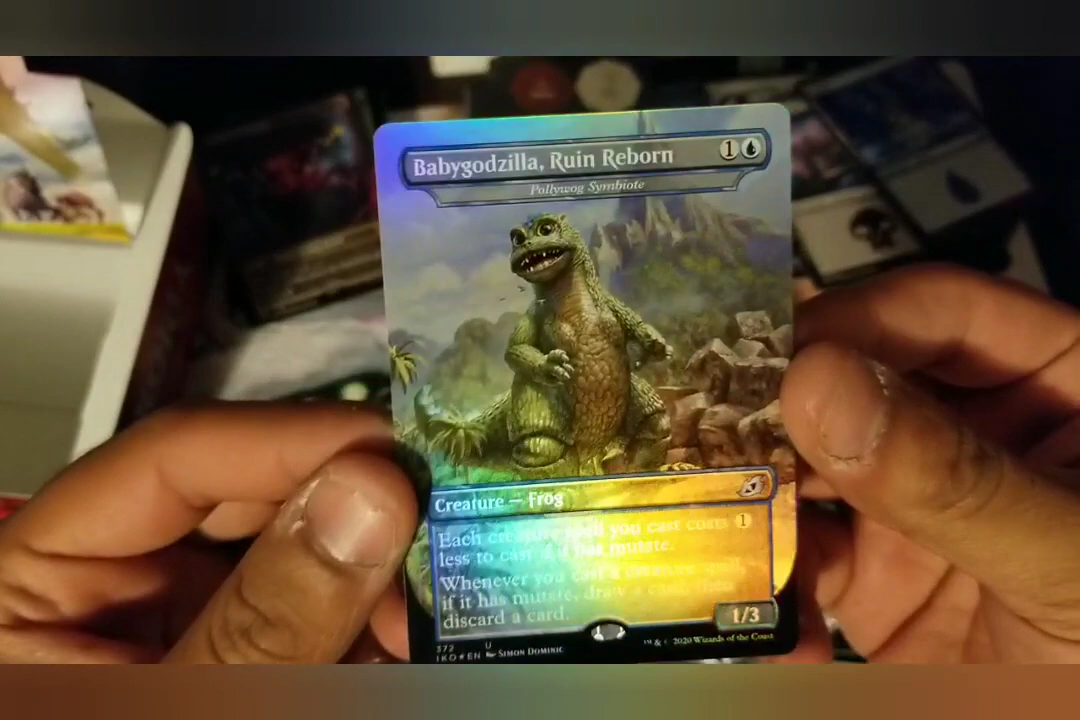 Babygodzilla, Ruin Reborn 1
Pollywog Symbiote
Creature — Frog
Each creature spell you cast costs 1
less to cast if it has mutate.
Whenever you cast a creature spell,
if it has mutate, draw a card, then
discard a card.
1/3
372 U
IKO★EN SIMON DOMINIC
™ & © 2020 Wizards of the Coast